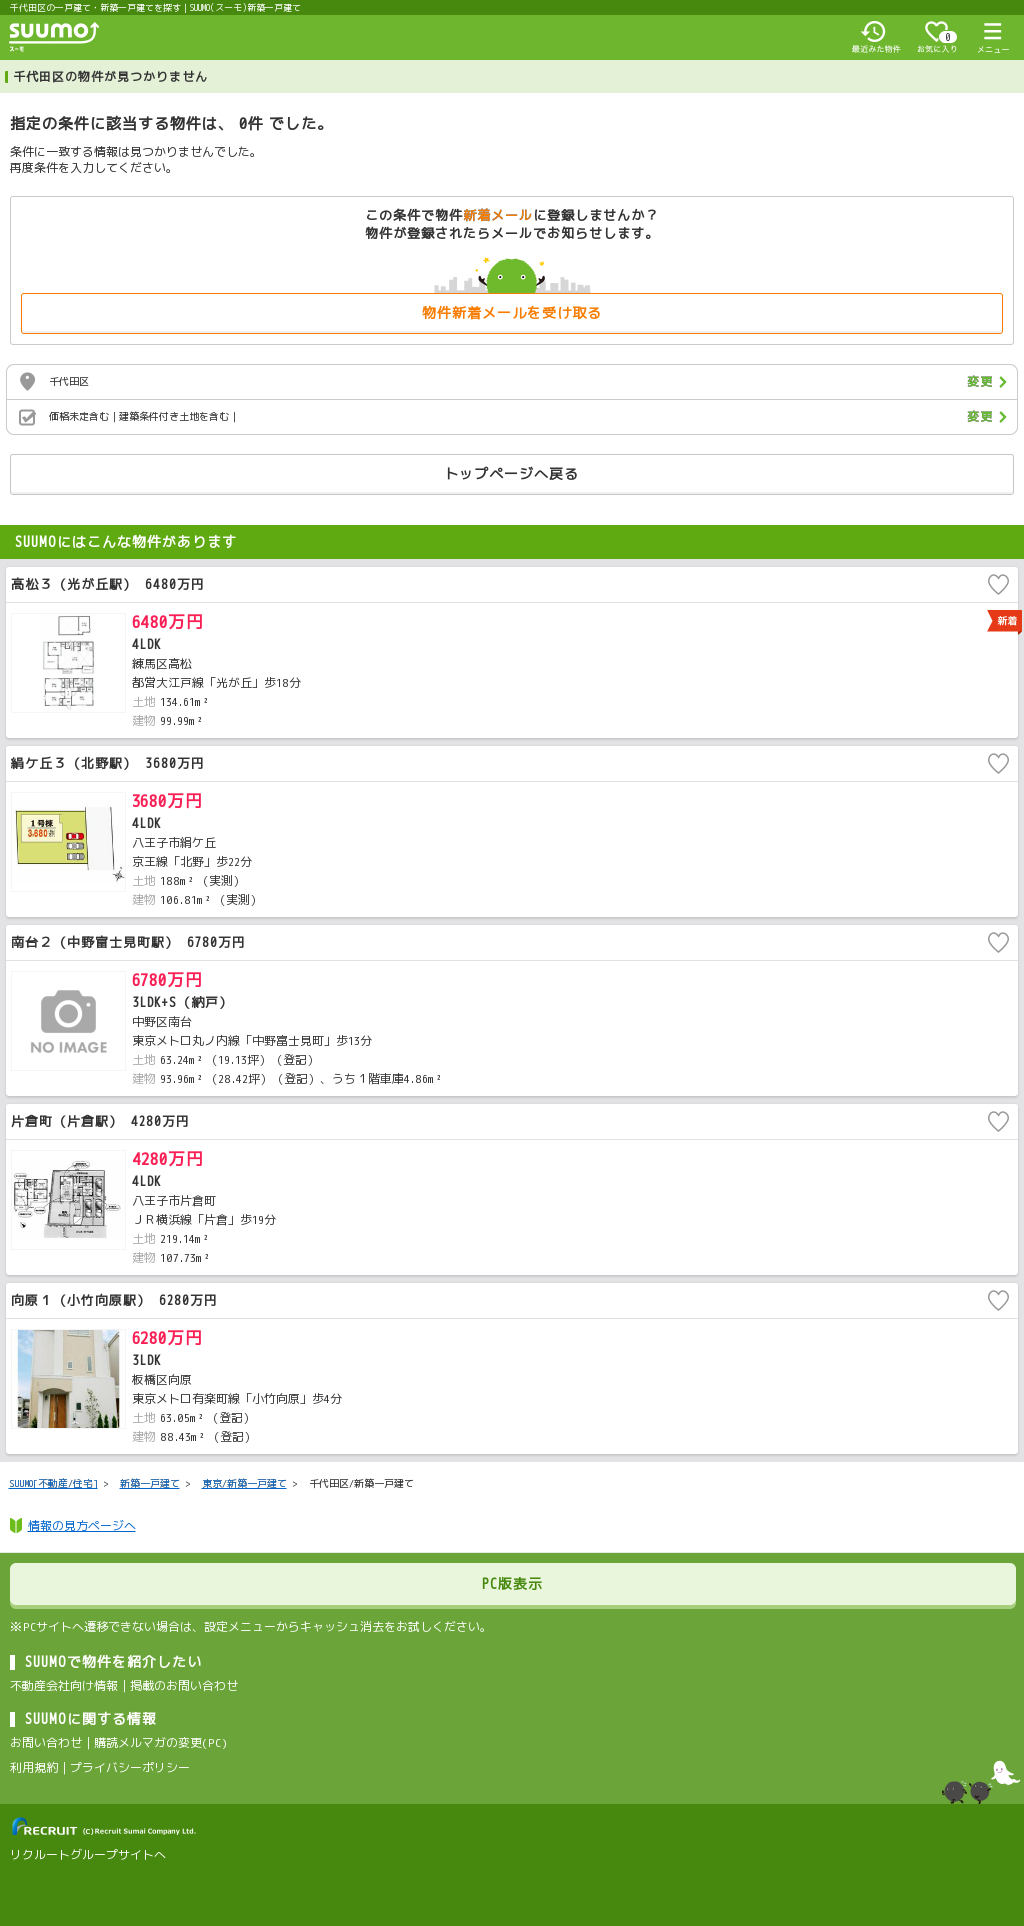 千代田区の一戸建て・新築一戸建てを探す | SUUMO(スーモ)新築一戸建て
suumo
スーモ
最近みた物件
0
お気に入り
メニュー
千代田区の物件が見つかりません
指定の条件に該当する物件は、 0件 でした。
条件に一致する情報は見つかりませんでした。
再度条件を入力してください。
この条件で物件新着メールに登録しませんか?
物件が登録されたらメールでお知らせします。
物件新着メールを受け取る
千代田区
変更
価格未定含む | 建築条件付き土地を含む |
変更
トップページへ戻る
SUUMOにはこんな物件があります
高松３（光が丘駅） 6480万円
新着
6480万円
4LDK
練馬区高松
都営大江戸線「光が丘」歩18分
土地 134.61m²
建物 99.99m²
絹ケ丘３（北野駅） 3680万円
１号棟
3,680万円
3680万円
4LDK
八王子市絹ケ丘
京王線「北野」歩22分
土地 188m²（実測）
建物 106.81m²（実測）
南台２（中野富士見町駅） 6780万円
NO IMAGE
6780万円
3LDK+S（納戸）
中野区南台
東京メトロ丸ノ内線「中野富士見町」歩13分
土地 63.24m²（19.13坪）（登記）
建物 93.96m²（28.42坪）（登記）、うち１階車庫4.86m²
片倉町（片倉駅） 4280万円
4280万円
4LDK
八王子市片倉町
ＪＲ横浜線「片倉」歩19分
土地 219.14m²
建物 107.73m²
向原１（小竹向原駅） 6280万円
6280万円
3LDK
板橋区向原
東京メトロ有楽町線「小竹向原」歩4分
土地 63.05m²（登記）
建物 88.43m²（登記）
SUUMO[不動産/住宅] > 新築一戸建て > 東京/新築一戸建て > 千代田区/新築一戸建て
情報の見方ページへ
PC版表示
※PCサイトへ遷移できない場合は、設定メニューからキャッシュ消去をお試しください。
SUUMOで物件を紹介したい
不動産会社向け情報｜掲載のお問い合わせ
SUUMOに関する情報
お問い合わせ｜購読メルマガの変更(PC)
利用規約｜プライバシーポリシー
RECRUIT (C)Recruit Sumai Company Ltd.
リクルートグループサイトへ